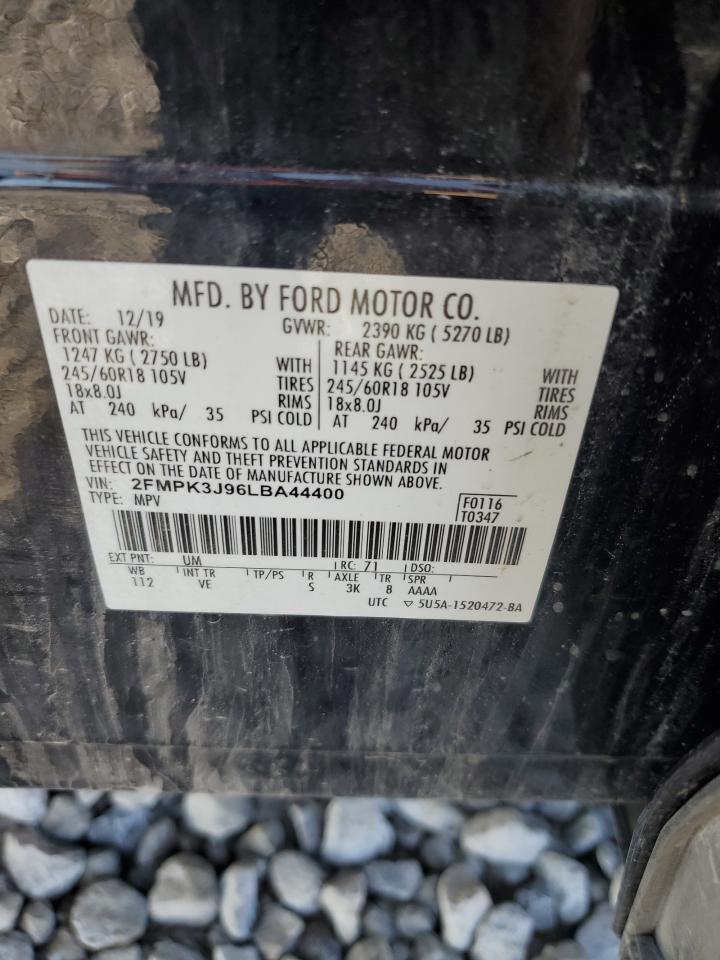 MFD. BY FORD MOTOR CO.
DATE: 12/19 GVWR: 2390 KG ( 5270 LB)
FRONT GAWR: REAR GAWR:
1247 KG ( 2750 LB) WITH 1145 KG ( 2525 LB) WITH
245/60R18 105V TIRES 245/60R18 105V TIRES
18x8.0J RIMS 18x8.0J RIMS
AT 240 kPa/ 35 PSI COLD AT 240 kPa/ 35 PSI COLD
THIS VEHICLE CONFORMS TO ALL APPLICABLE FEDERAL MOTOR
VEHICLE SAFETY AND THEFT PREVENTION STANDARDS IN
EFFECT ON THE DATE OF MANUFACTURE SHOWN ABOVE.
VIN: 2FMPK3J96LBA44400
TYPE: MPV
F0116
T0347
EXT PNT: UM RC: 71 DSO:
WB INT TR TP/PS R AXLE TR SPR
112 VE S 3K 8 AAAA
UTC ▽ 5U5A-1520472-BA